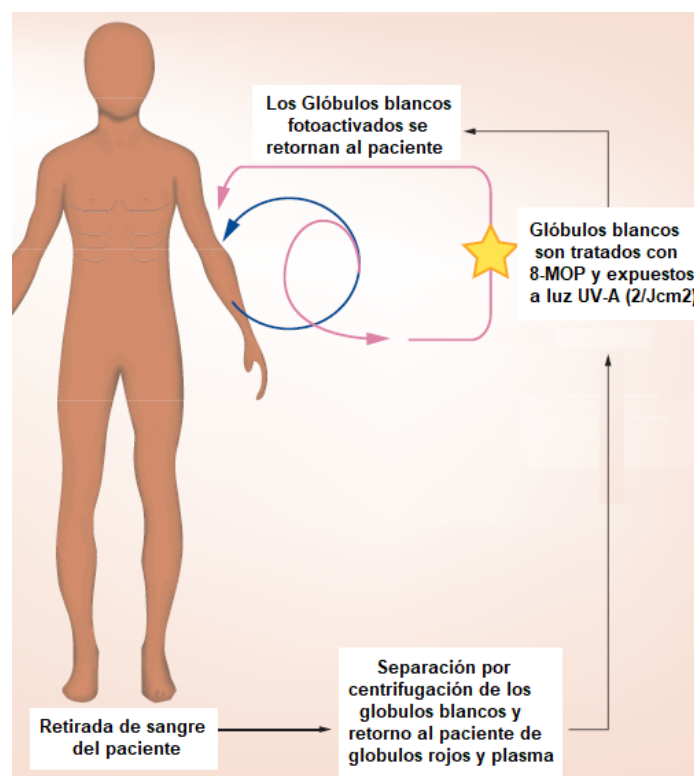 Los Glóbulos blancos
fotoactivados se
retornan al paciente
Glóbulos blancos
son tratados con
8-MOP y expuestos
a luz UV-A (2/Jcm2)
Separación por
centrifugación de los
globulos blancos y
retorno al paciente de
globulos rojos y plasma
Retirada de sangre
del paciente